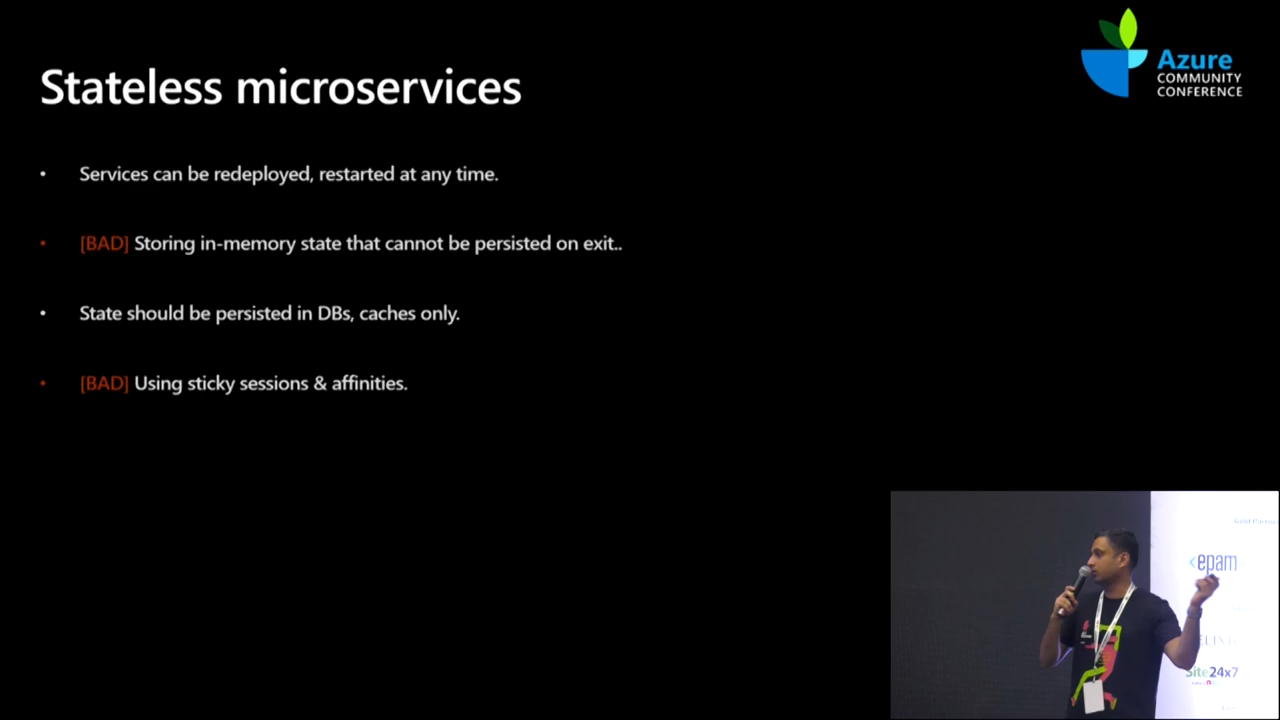 Stateless microservices
Azure
COMMUNITY
CONFERENCE
• Services can be redeployed, restarted at any time.
• [BAD] Storing in-memory state that cannot be persisted on exit..
• State should be persisted in DBs, caches only.
• [BAD] Using sticky sessions & affinities.
<epam
Site24x7